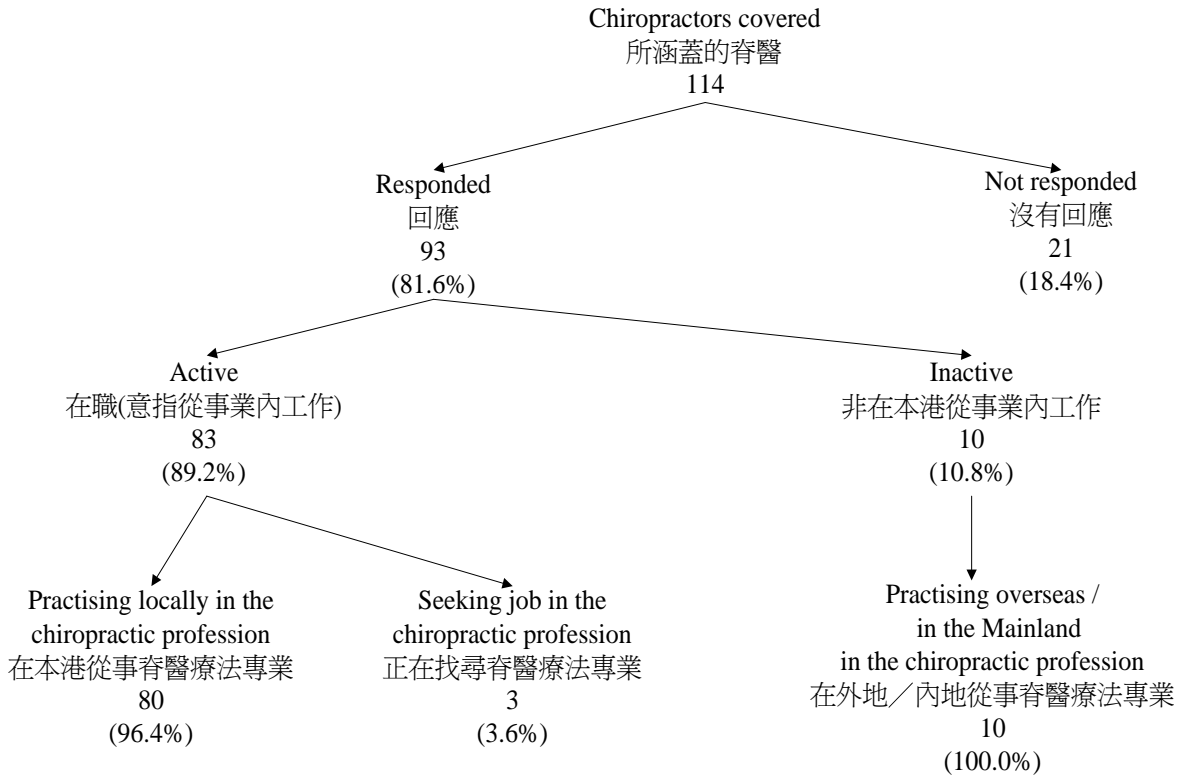 Chiropractors covered
所涵蓋的脊醫
114
Responded
回應
93
(81.6%)
Not responded
沒有回應
21
(18.4%)
Active
在職(意指從事業內工作)
83
(89.2%)
Inactive
非在本港從事業內工作
10
(10.8%)
Practising locally in the
chiropractic profession
在本港從事脊醫療法專業
80
(96.4%)
Seeking job in the
chiropractic profession
正在找尋脊醫療法專業
3
(3.6%)
Practising overseas /
in the Mainland
in the chiropractic profession
在外地／內地從事脊醫療法專業
10
(100.0%)